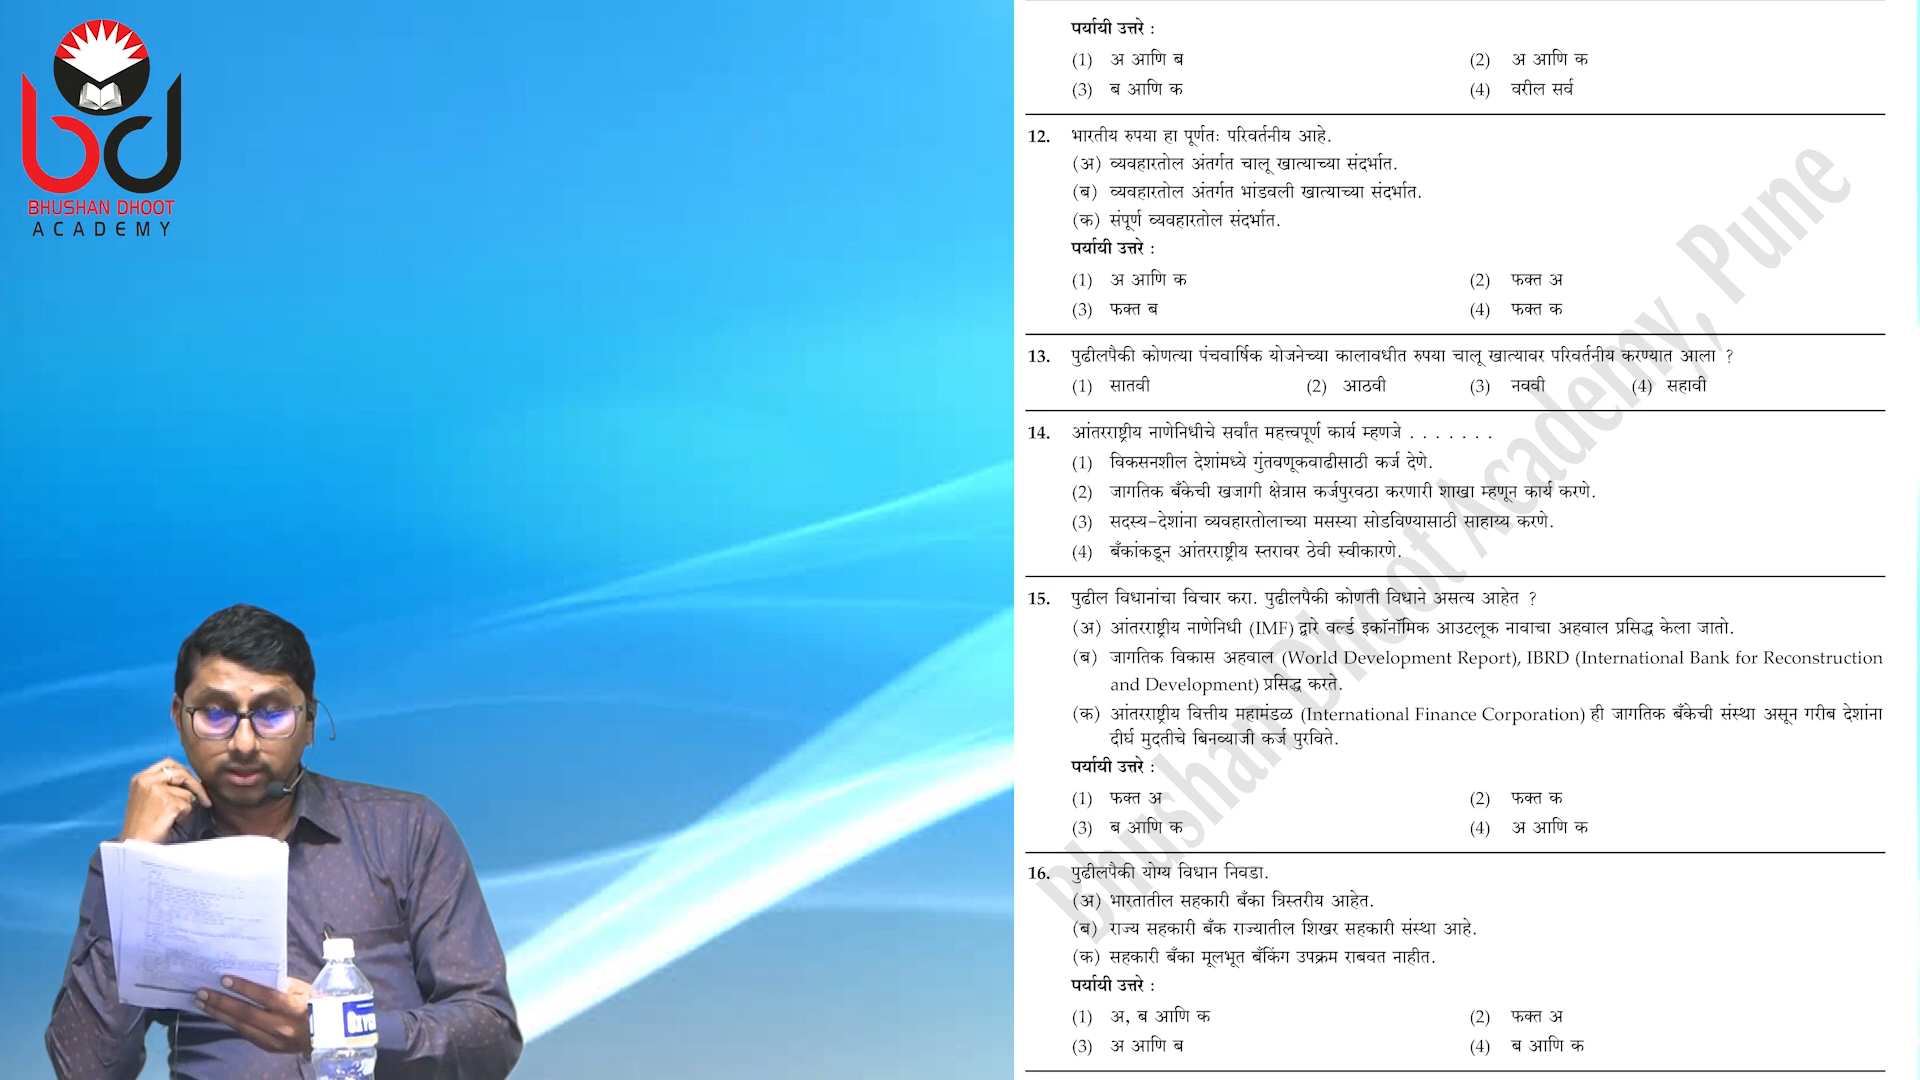 BHUSHAN DHOOT
ACADEMY
पर्यायी उत्तरे :
(1) अ आणि ब (2) अ आणि क
(3) ब आणि क (4) वरील सर्व
12. भारतीय रुपया हा पूर्णतः परिवर्तनीय आहे.
(अ) व्यवहारतोल अंतर्गत चालू खात्याच्या संदर्भात.
(ब) व्यवहारतोल अंतर्गत भांडवली खात्याच्या संदर्भात.
(क) संपूर्ण व्यवहारतोल संदर्भात.
पर्यायी उत्तरे :
(1) अ आणि क (2) फक्त अ
(3) फक्त ब (4) फक्त क
13. पुढीलपैकी कोणत्या पंचवार्षिक योजनेच्या कालावधीत रुपया चालू खात्यावर परिवर्तनीय करण्यात आला ?
(1) सातवी (2) आठवी (3) नववी (4) सहावी
14. आंतरराष्ट्रीय नाणेनिधीचे सर्वांत महत्त्वपूर्ण कार्य म्हणजे . . . . . . .
(1) विकसनशील देशांमध्ये गुंतवणूकवाढीसाठी कर्ज देणे.
(2) जागतिक बँकेची खजागी क्षेत्रास कर्जपुरवठा करणारी शाखा म्हणून कार्य करणे.
(3) सदस्य-देशांना व्यवहारतोलाच्या मसस्या सोडविण्यासाठी साहाय्य करणे.
(4) बँकांकडून आंतरराष्ट्रीय स्तरावर ठेवी स्वीकारणे.
15. पुढील विधानांचा विचार करा. पुढीलपैकी कोणती विधाने असत्य आहेत ?
(अ) आंतरराष्ट्रीय नाणेनिधी (IMF) द्वारे वर्ल्ड इकॉनॉमिक आउटलूक नावाचा अहवाल प्रसिद्ध केला जातो.
(ब) जागतिक विकास अहवाल (World Development Report), IBRD (International Bank for Reconstruction
and Development) प्रसिद्ध करते.
(क) आंतरराष्ट्रीय वित्तीय महामंडळ (International Finance Corporation) ही जागतिक बँकेची संस्था असून गरीब देशांना
दीर्घ मुदतीचे बिनव्याजी कर्ज पुरविते.
पर्यायी उत्तरे :
(1) फक्त अ (2) फक्त क
(3) ब आणि क (4) अ आणि क
16. पुढीलपैकी योग्य विधान निवडा.
(अ) भारतातील सहकारी बँका त्रिस्तरीय आहेत.
(ब) राज्य सहकारी बँक राज्यातील शिखर सहकारी संस्था आहे.
(क) सहकारी बँका मूलभूत बँकिंग उपक्रम राबवत नाहीत.
पर्यायी उत्तरे :
(1) अ, ब आणि क (2) फक्त अ
(3) अ आणि ब (4) ब आणि क
Bhushan Dhoot Academy, Pune